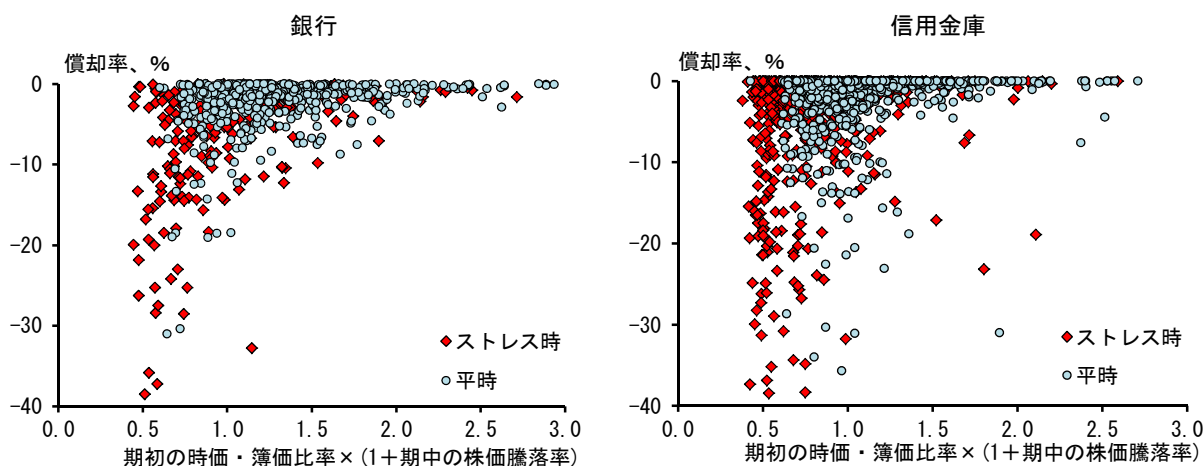 銀行
償却率、%
0
-10
-20
-30
-40
0.0 0.5 1.0 1.5 2.0 2.5 3.0
◆ストレス時
○平時
期初の時価・簿価比率×(1＋期中の株価騰落率)
信用金庫
償却率、%
0
-10
-20
-30
-40
0.0 0.5 1.0 1.5 2.0 2.5 3.0
◆ストレス時
○平時
期初の時価・簿価比率×(1＋期中の株価騰落率)